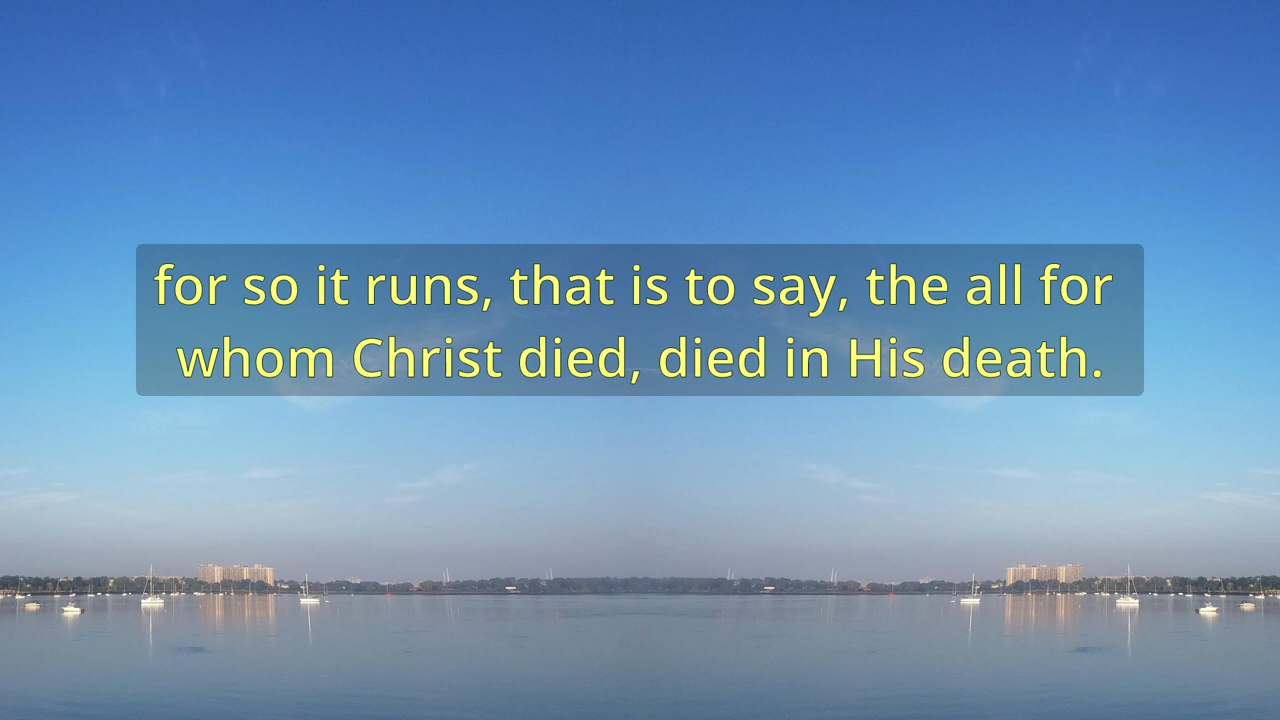 for so it runs, that is to say, the all for
whom Christ died, died in His death.